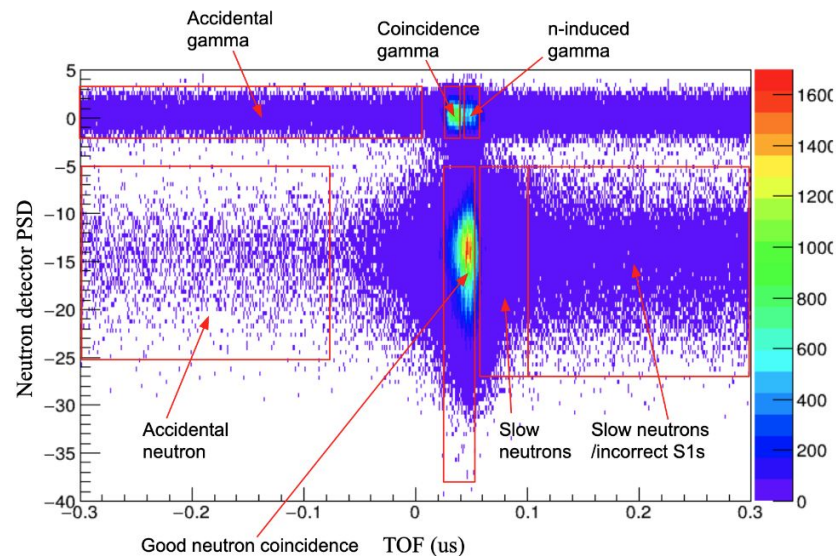 Accidental
gamma
Coincidence
gamma
n-induced
gamma
5
0
−5
−10
−15
−20
−25
−30
−35
−40
Neutron detector PSD
1600
1400
1200
1000
800
600
400
200
0
Accidental
neutron
Slow
neutrons
Slow neutrons
/incorrect S1s
−0.3
−0.2
−0.1
0
0.1
0.2
0.3
Good neutron coincidence
TOF (us)